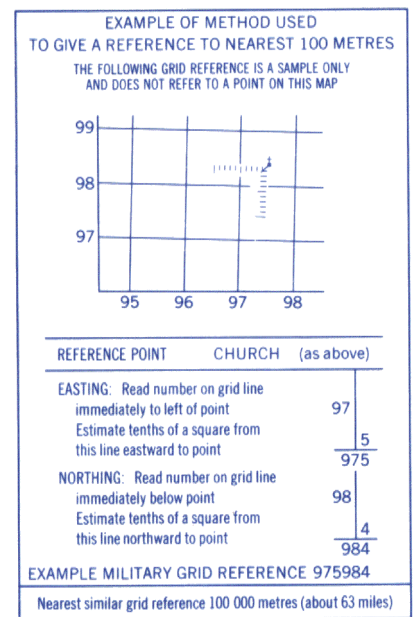 EXAMPLE OF METHOD USED
TO GIVE A REFERENCE TO NEAREST 100 METRES
THE FOLLOWING GRID REFERENCE IS A SAMPLE ONLY
AND DOES NOT REFER TO A POINT ON THIS MAP
99
98
97
95 96 97 98
REFERENCE POINT CHURCH (as above)
EASTING: Read number on grid line
immediately to left of point 97
Estimate tenths of a square from
this line eastward to point 5
975
NORTHING: Read number on grid line
immediately below point 98
Estimate tenths of a square from
this line northward to point 4
984
EXAMPLE MILITARY GRID REFERENCE 975984
Nearest similar grid reference 100 000 metres (about 63 miles)